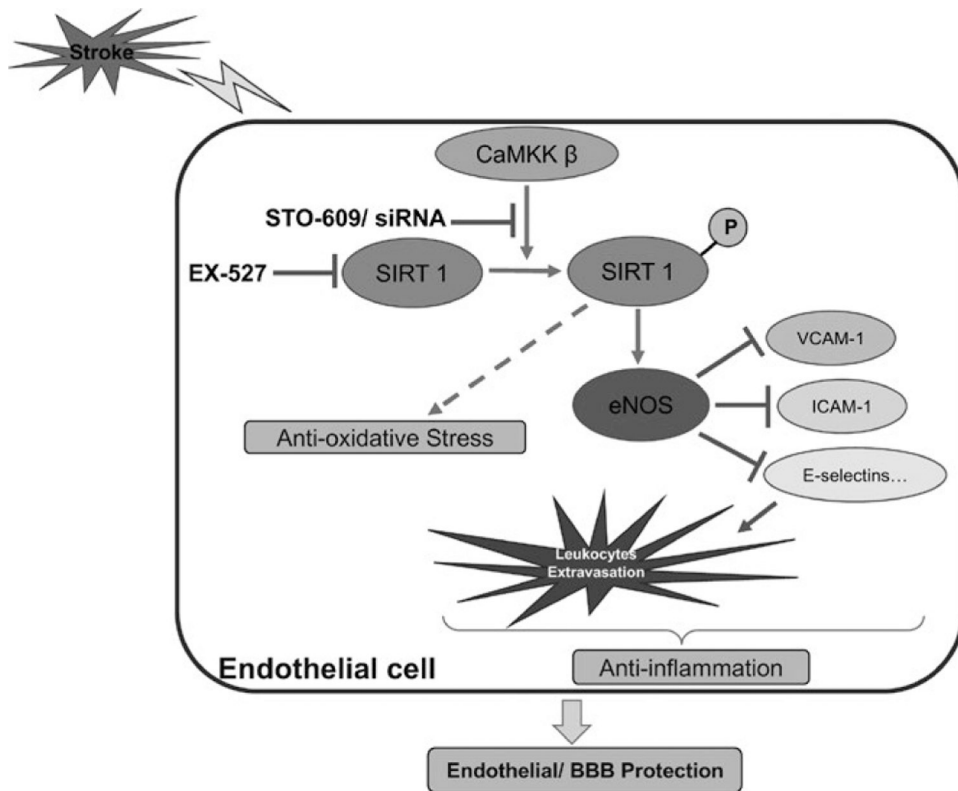 Stroke
CaMKK β
STO-609/ siRNA
P
EX-527
SIRT 1
SIRT 1
VCAM-1
eNOS
ICAM-1
Anti-oxidative Stress
E-selectins...
Leukocytes
Extravasation
Endothelial cell
Anti-inflammation
Endothelial/ BBB Protection